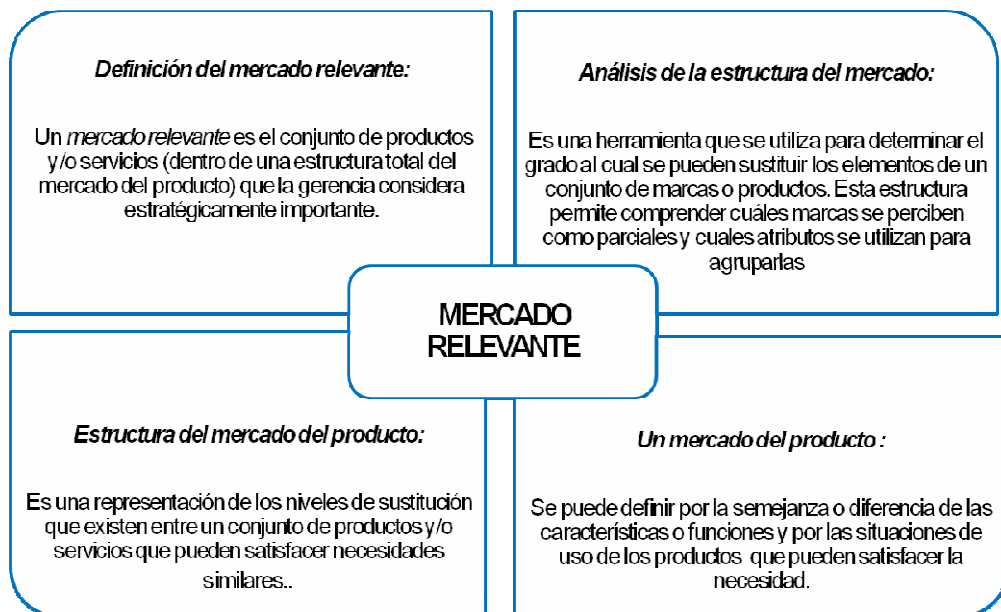 Definición del mercado relevante:
Un mercado relevante es el conjunto de productos
y/o servicios (dentro de una estructura total del
mercado del producto) que la gerencia considera
estratégicamente importante.
Análisis de la estructura del mercado:
Es una herramienta que se utiliza para determinar el
grado al cual se pueden sustituir los elementos de un
conjunto de marcas o productos. Esta estructura
permite comprender cuáles marcas se perciben
como parciales y cuales atributos se utilizan para
agruparlas
MERCADO
RELEVANTE
Estructura del mercado del producto:
Es una representación de los niveles de sustitución
que existen entre un conjunto de productos y/o
servicios que pueden satisfacer necesidades
similares..
Un mercado del producto :
Se puede definir por la semejanza o diferencia de las
características o funciones y por las situaciones de
uso de los productos que pueden satisfacer la
necesidad.